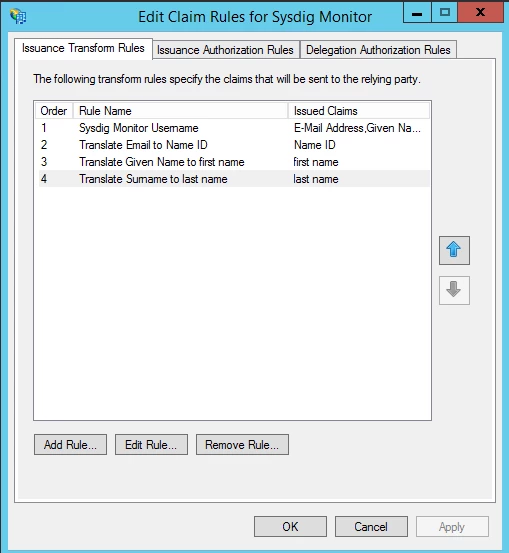 Edit Claim Rules for Sysdig Monitor
Issuance Transform Rules Issuance Authorization Rules Delegation Authorization Rules
The following transform rules specify the claims that will be sent to the relying party.
Order Rule Name Issued Claims
1 Sysdig Monitor Username E-Mail Address,Given Na...
2 Translate Email to Name ID Name ID
3 Translate Given Name to first name first name
4 Translate Surname to last name last name
Add Rule... Edit Rule... Remove Rule...
OK Cancel Apply